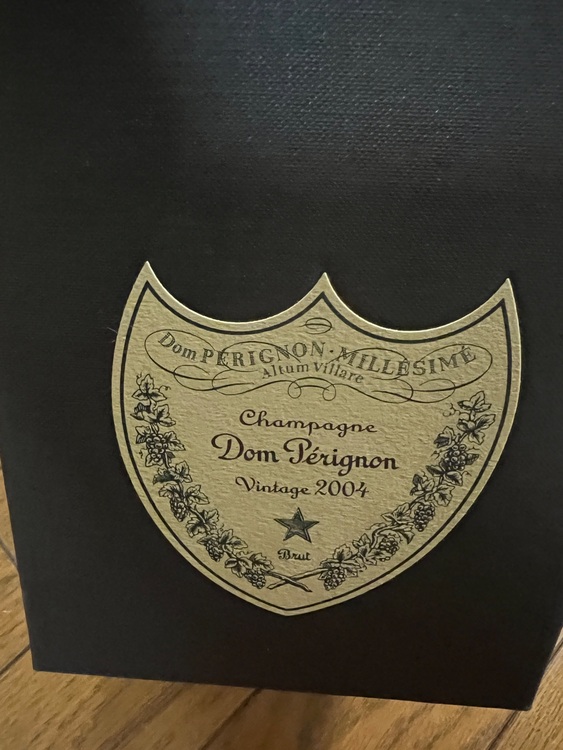 Dom PÉRIGNON · MILLÉSIMÉ
Altum Villare
Champagne
Dom Pérignon
Vintage 2004
Brut